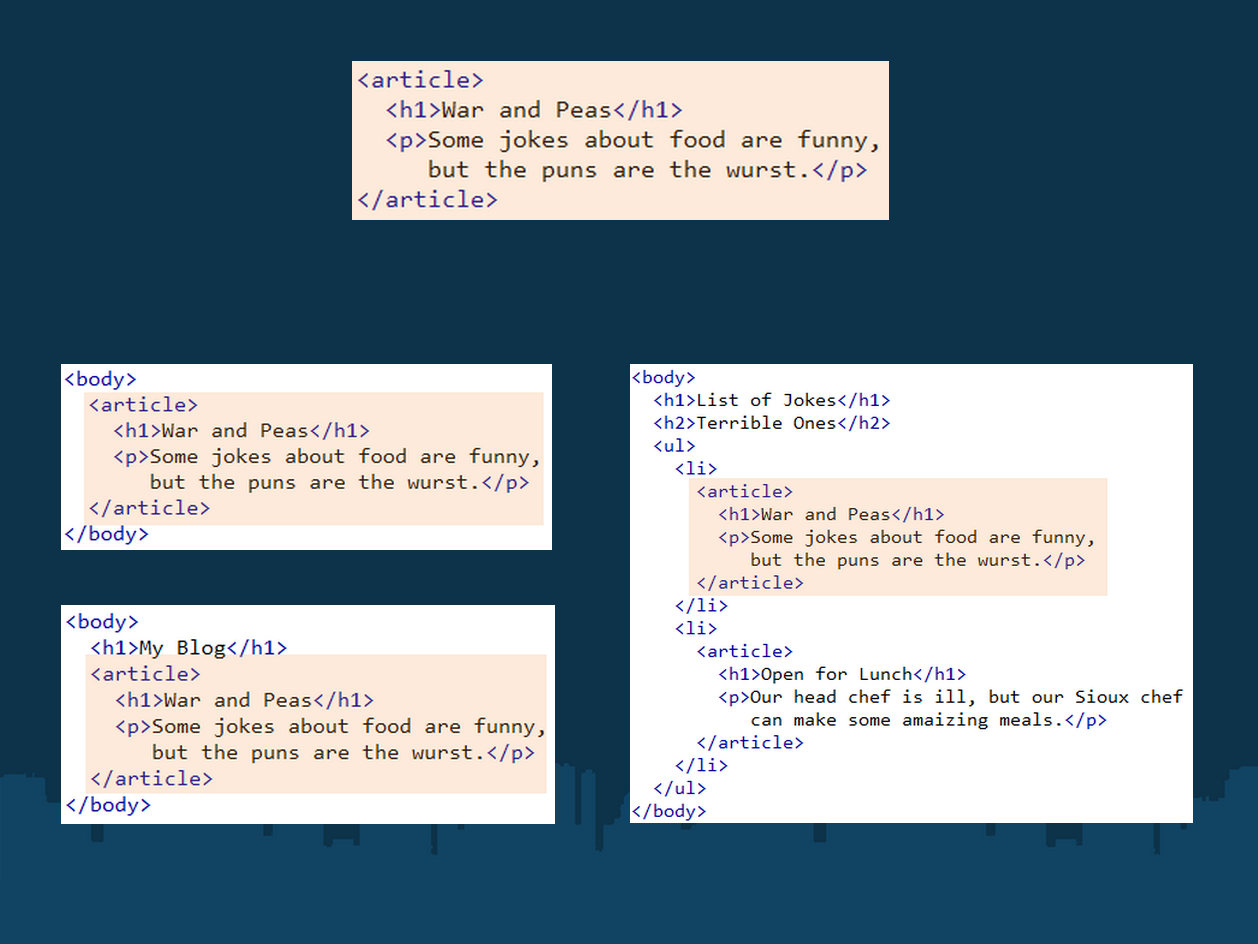 <article>
  <h1>War and Peas</h1>
  <p>Some jokes about food are funny,
     but the puns are the wurst.</p>
</article>
<body>
  <article>
    <h1>War and Peas</h1>
    <p>Some jokes about food are funny,
       but the puns are the wurst.</p>
  </article>
</body>
<body>
  <h1>My Blog</h1>
  <article>
    <h1>War and Peas</h1>
    <p>Some jokes about food are funny,
       but the puns are the wurst.</p>
  </article>
</body>
<body>
  <h1>List of Jokes</h1>
  <h2>Terrible Ones</h2>
  <ul>
    <li>
      <article>
        <h1>War and Peas</h1>
        <p>Some jokes about food are funny,
           but the puns are the wurst.</p>
      </article>
    </li>
    <li>
      <article>
        <h1>Open for Lunch</h1>
        <p>Our head chef is ill, but our Sioux chef
           can make some amaizing meals.</p>
      </article>
    </li>
  </ul>
</body>